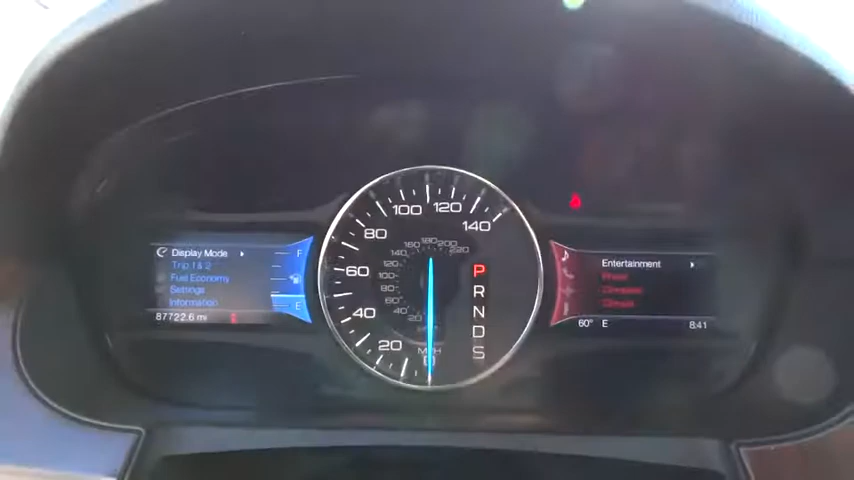 Display Mode
Trip 1 & 2
Fuel Economy
Settings
Information
87722.6 mi
F
E
0
20
40
60
80
100
120
140
20
40
60
80
100
120
140
160
180
200
220
MPH
P
R
N
D
S
Entertainment
Phone
Compass
Climate
60° E
8:41